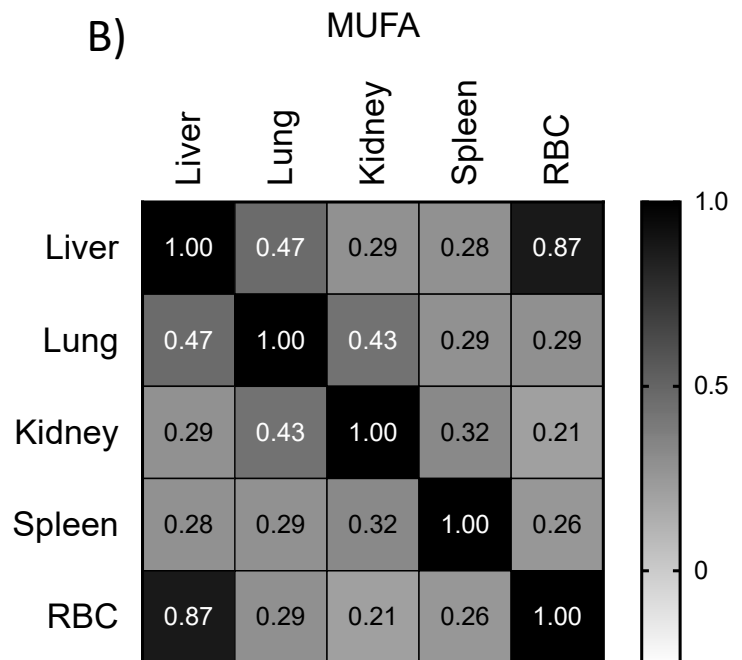 B)
MUFA
Liver Lung Kidney Spleen RBC
Liver 1.00 0.47 0.29 0.28 0.87
Lung 0.47 1.00 0.43 0.29 0.29
Kidney 0.29 0.43 1.00 0.32 0.21
Spleen 0.28 0.29 0.32 1.00 0.26
RBC 0.87 0.29 0.21 0.26 1.00
1.0
0.5
0